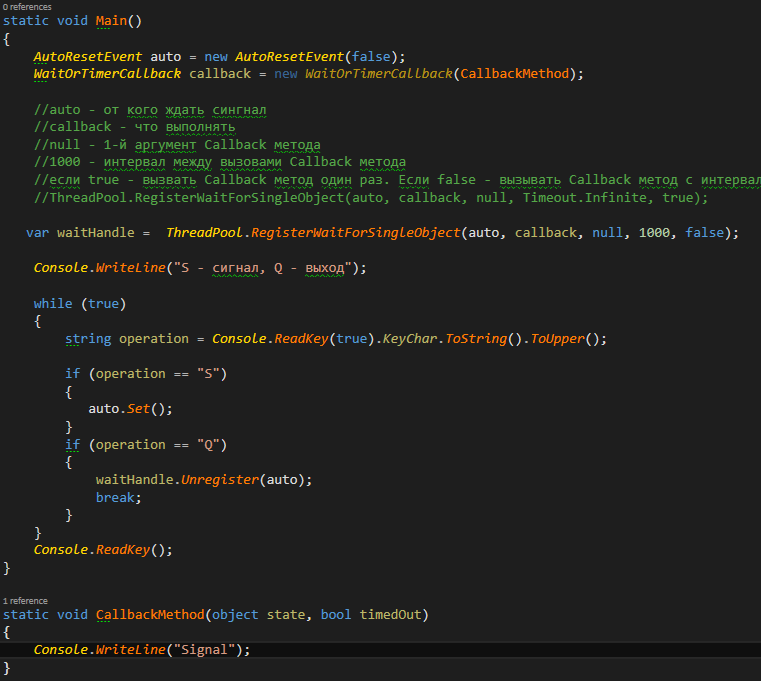 0 references
static void Main()
{
    AutoResetEvent auto = new AutoResetEvent(false);
    WaitOrTimerCallback callback = new WaitOrTimerCallback(CallbackMethod);

    //auto - от кого ждать сингнал
    //callback - что выполнять
    //null - 1-й аргумент Callback метода
    //1000 - интервал между вызовами Callback метода
    //если true - вызвать Callback метод один раз. Если false - вызывать Callback метод с интервал
    //ThreadPool.RegisterWaitForSingleObject(auto, callback, null, Timeout.Infinite, true);

   var waitHandle =  ThreadPool.RegisterWaitForSingleObject(auto, callback, null, 1000, false);

    Console.WriteLine("S - сигнал, Q - выход");

    while (true)
    {
        string operation = Console.ReadKey(true).KeyChar.ToString().ToUpper();

        if (operation == "S")
        {
           auto.Set();
        }
        if (operation == "Q")
        {
            waitHandle.Unregister(auto);
            break;
        }
    }
    Console.ReadKey();
}

1 reference
static void CallbackMethod(object state, bool timedOut)
{
    Console.WriteLine("Signal");
}